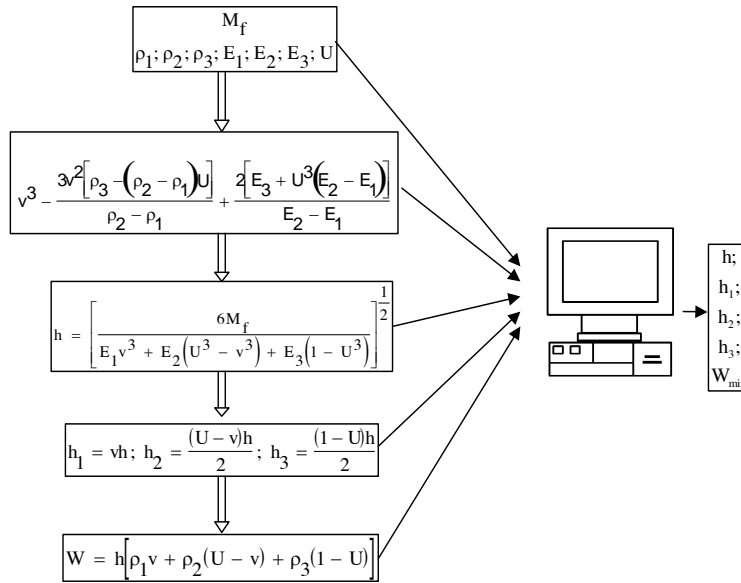 M_f
ρ_1; ρ_2; ρ_3; E_1; E_2; E_3; U
v^3 − 3v^2[ρ_3 −(ρ_2 − ρ_1)U] / ρ_2 − ρ_1 + 2[E_3 + U^3(E_2 − E_1)] / E_2 − E_1
h = [6M_f / E_1v^3 + E_2(U^3 − v^3) + E_3(1 − U^3)]^1/2
h_1 = vh; h_2 = (U − v)h / 2; h_3 = (1 − U)h / 2
W = h[ρ_1v + ρ_2(U − v) + ρ_3(1 − U)]
h;
h_1;
h_2;
h_3;